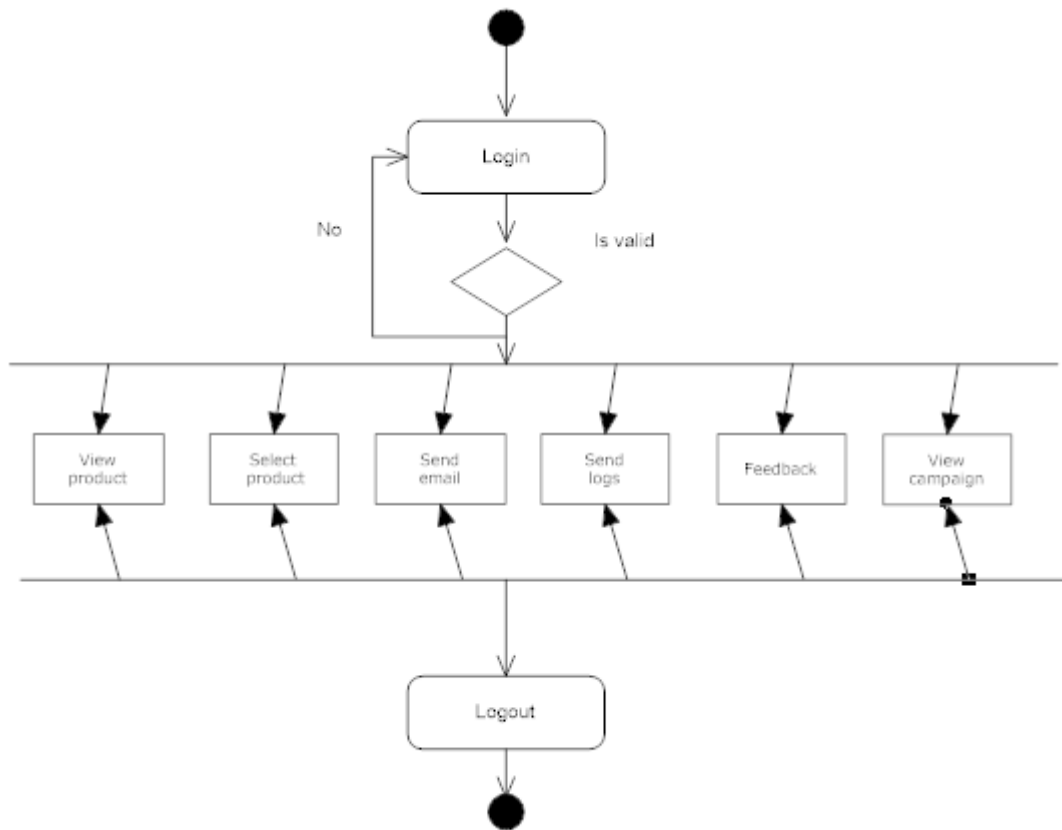 Login
No
Is valid
View
product
Select
product
Send
email
Send
logs
Feedback
View
campaign
Logout